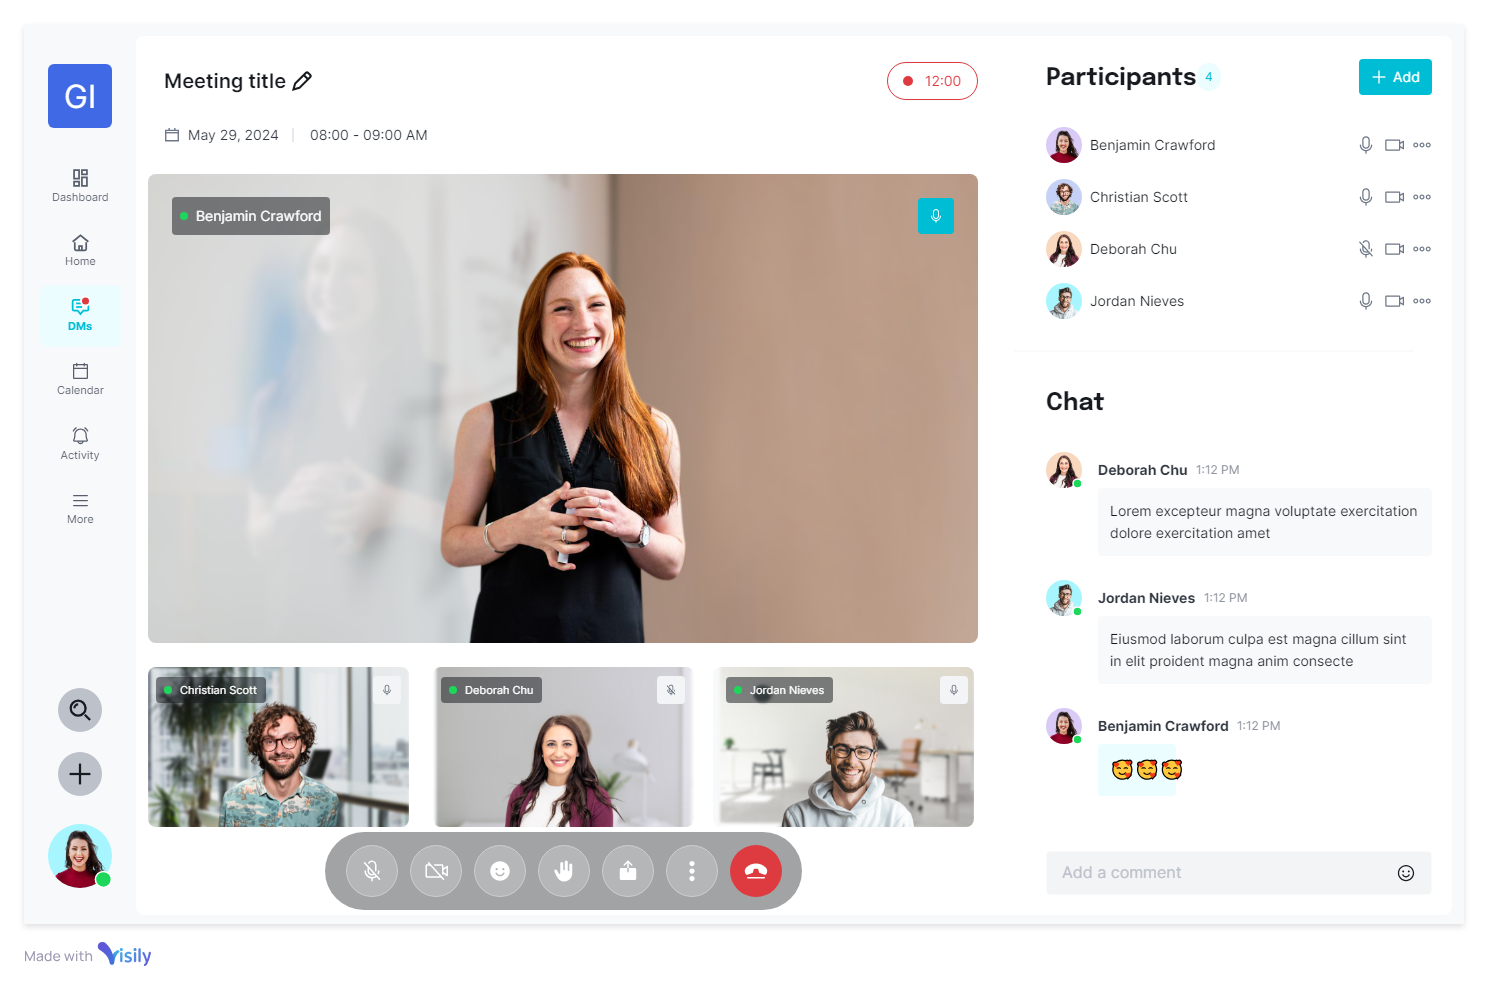 GI
Dashboard
Home
DMs
Calendar
Activity
More
Meeting title
12:00
May 29, 2024
08:00 - 09:00 AM
Benjamin Crawford
Christian Scott
Deborah Chu
Jordan Nieves
Participants 4
+ Add
Benjamin Crawford
Christian Scott
Deborah Chu
Jordan Nieves
Chat
Deborah Chu 1:12 PM
Lorem excepteur magna voluptate exercitation
dolore exercitation amet
Jordan Nieves 1:12 PM
Eiusmod laborum culpa est magna cillum sint
in elit proident magna anim consecte
Benjamin Crawford 1:12 PM
🥰🥰🥰
Add a comment
Made with Visily